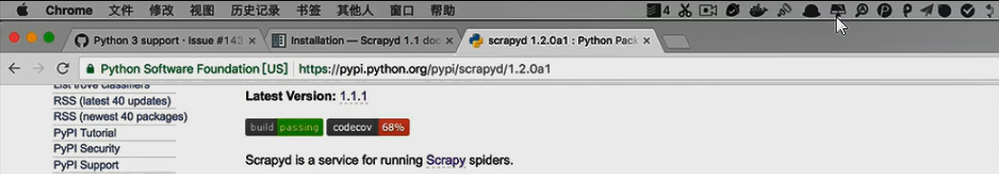 Chrome 文件 修改 视图 历史记录 书签 其他人 窗口 帮助 4
Python 3 support · Issue #143 Installation — Scrapyd 1.1 doc scrapyd 1.2.0a1 : Python Pack
Python Software Foundation [US] https://pypi.python.org/pypi/scrapyd/1.2.0a1
List trove classifiers
Latest Version: 1.1.1
RSS (latest 40 updates)
RSS (newest 40 packages)
build passing codecov 68%
PyPI Tutorial
PyPI Security
PyPI Support
Scrapyd is a service for running Scrapy spiders.